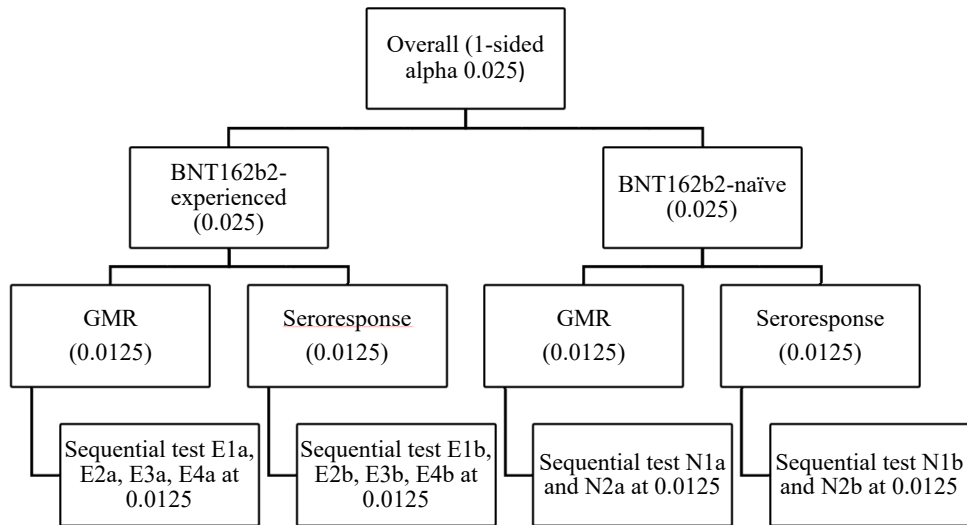 Overall (1-sided
alpha 0.025)
BNT162b2-
experienced
(0.025)
BNT162b2-naïve
(0.025)
GMR
(0.0125)
Seroresponse
(0.0125)
GMR
(0.0125)
Seroresponse
(0.0125)
Sequential test E1a,
E2a, E3a, E4a at
0.0125
Sequential test E1b,
E2b, E3b, E4b at
0.0125
Sequential test N1a
and N2a at 0.0125
Sequential test N1b
and N2b at 0.0125